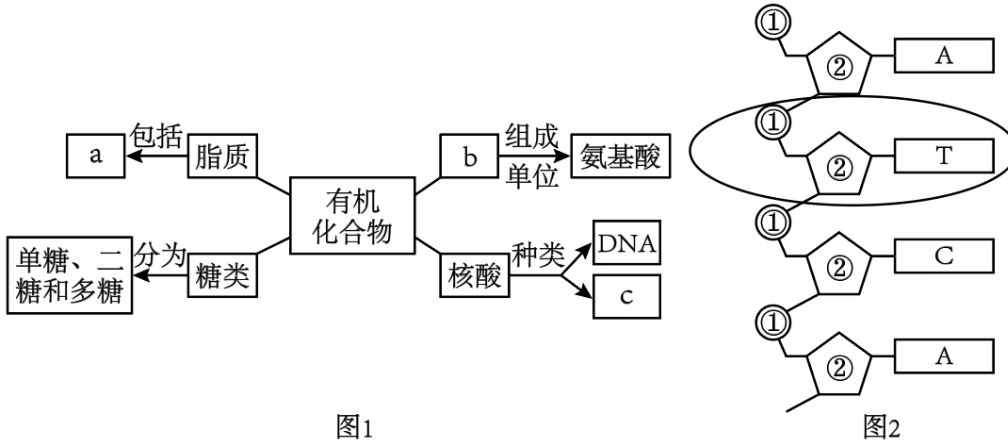 a
包括
脂质
b
组成
单位
氨基酸
有机
化合物
单糖、二
糖和多糖
分为
糖类
核酸
种类
DNA
c
图1
①
②
A
①
②
T
①
②
C
①
②
A
图2